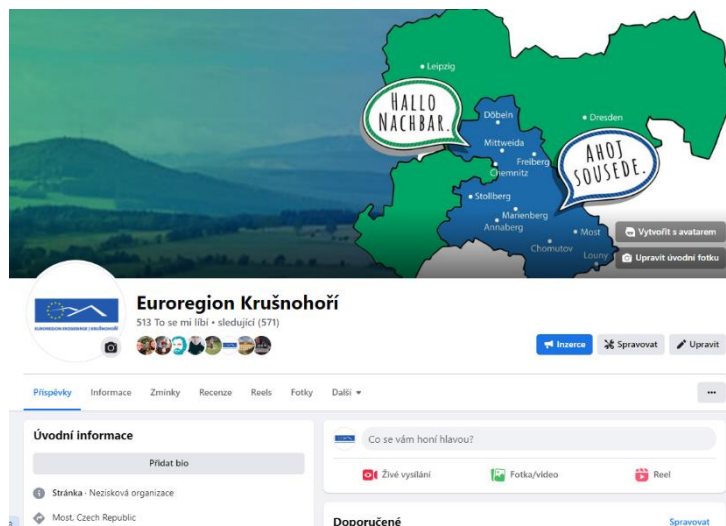 Leipzig
HALLO
NACHBAR.
Döbeln
Dresden
Mittweida
Freiberg
Chemnitz
AHOJ
SOUSEDE.
Stollberg
Marienberg
Annaberg
Most
Chomutov
Louny
Vytvořit s avatarem
Upravit úvodní fotku
Euroregion Krušnohoří
513 To se mi líbí • sledující (571)
EUROREGION ERZGEBIRGE | KRUŠNOHOŘÍ
Inzerce
Spravovat
Upravit
Příspěvky Informace Zmínky Recenze Reels Fotky Další
Úvodní informace
Přidat bio
Stránka · Nezisková organizace
Most, Czech Republic
Co se vám honí hlavou?
Živé vysílání
Fotka/video
Reel
Doporučené
Spravovat